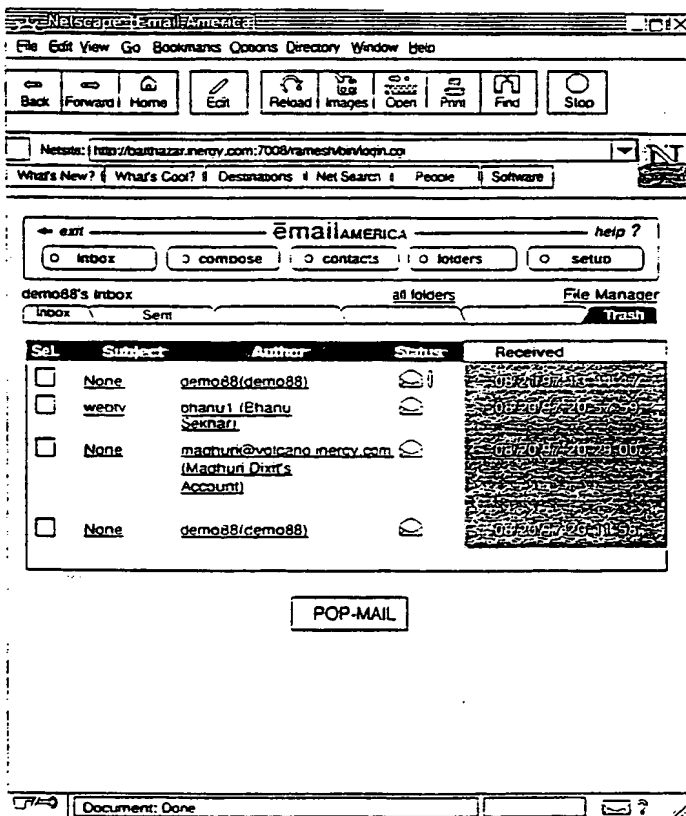 Netscape-[Email America]
File Edit View Go Bookmarks Options Directory Window Help
Back Forward Home Edit Reload Images Open Print Find Stop
Netsite: http://balthazar.inergy.com:7008/ramesh/bin/login.cgi
What's New? What's Cool? Destinations Net Search People Software
exit ēmailAMERICA help ?
inbox compose contacts folders setup
demo88's Inbox all folders File Manager
Inbox Sent Trash
Sel. Subject Author Status Received
None demo88(demo88)
webtv bhanu1 (Bhanu
Sekhar)
None madhuri@volcano.inergy.com
(Madhuri Dixit's
Account)
None demo88(demo88)
POP-MAIL
Document: Done